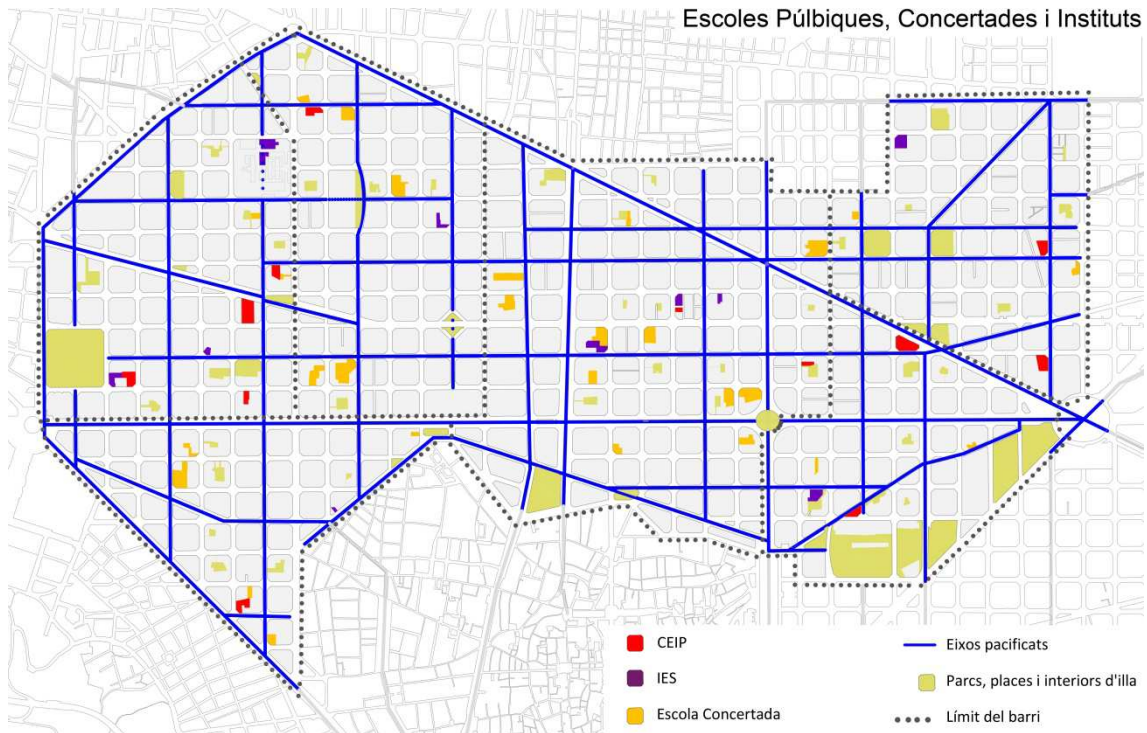 Escoles Púlbiques, Concertades i Instituts
CEIP
IES
Escola Concertada
Eixos pacificats
Parcs, places i interiors d'illa
Límit del barri